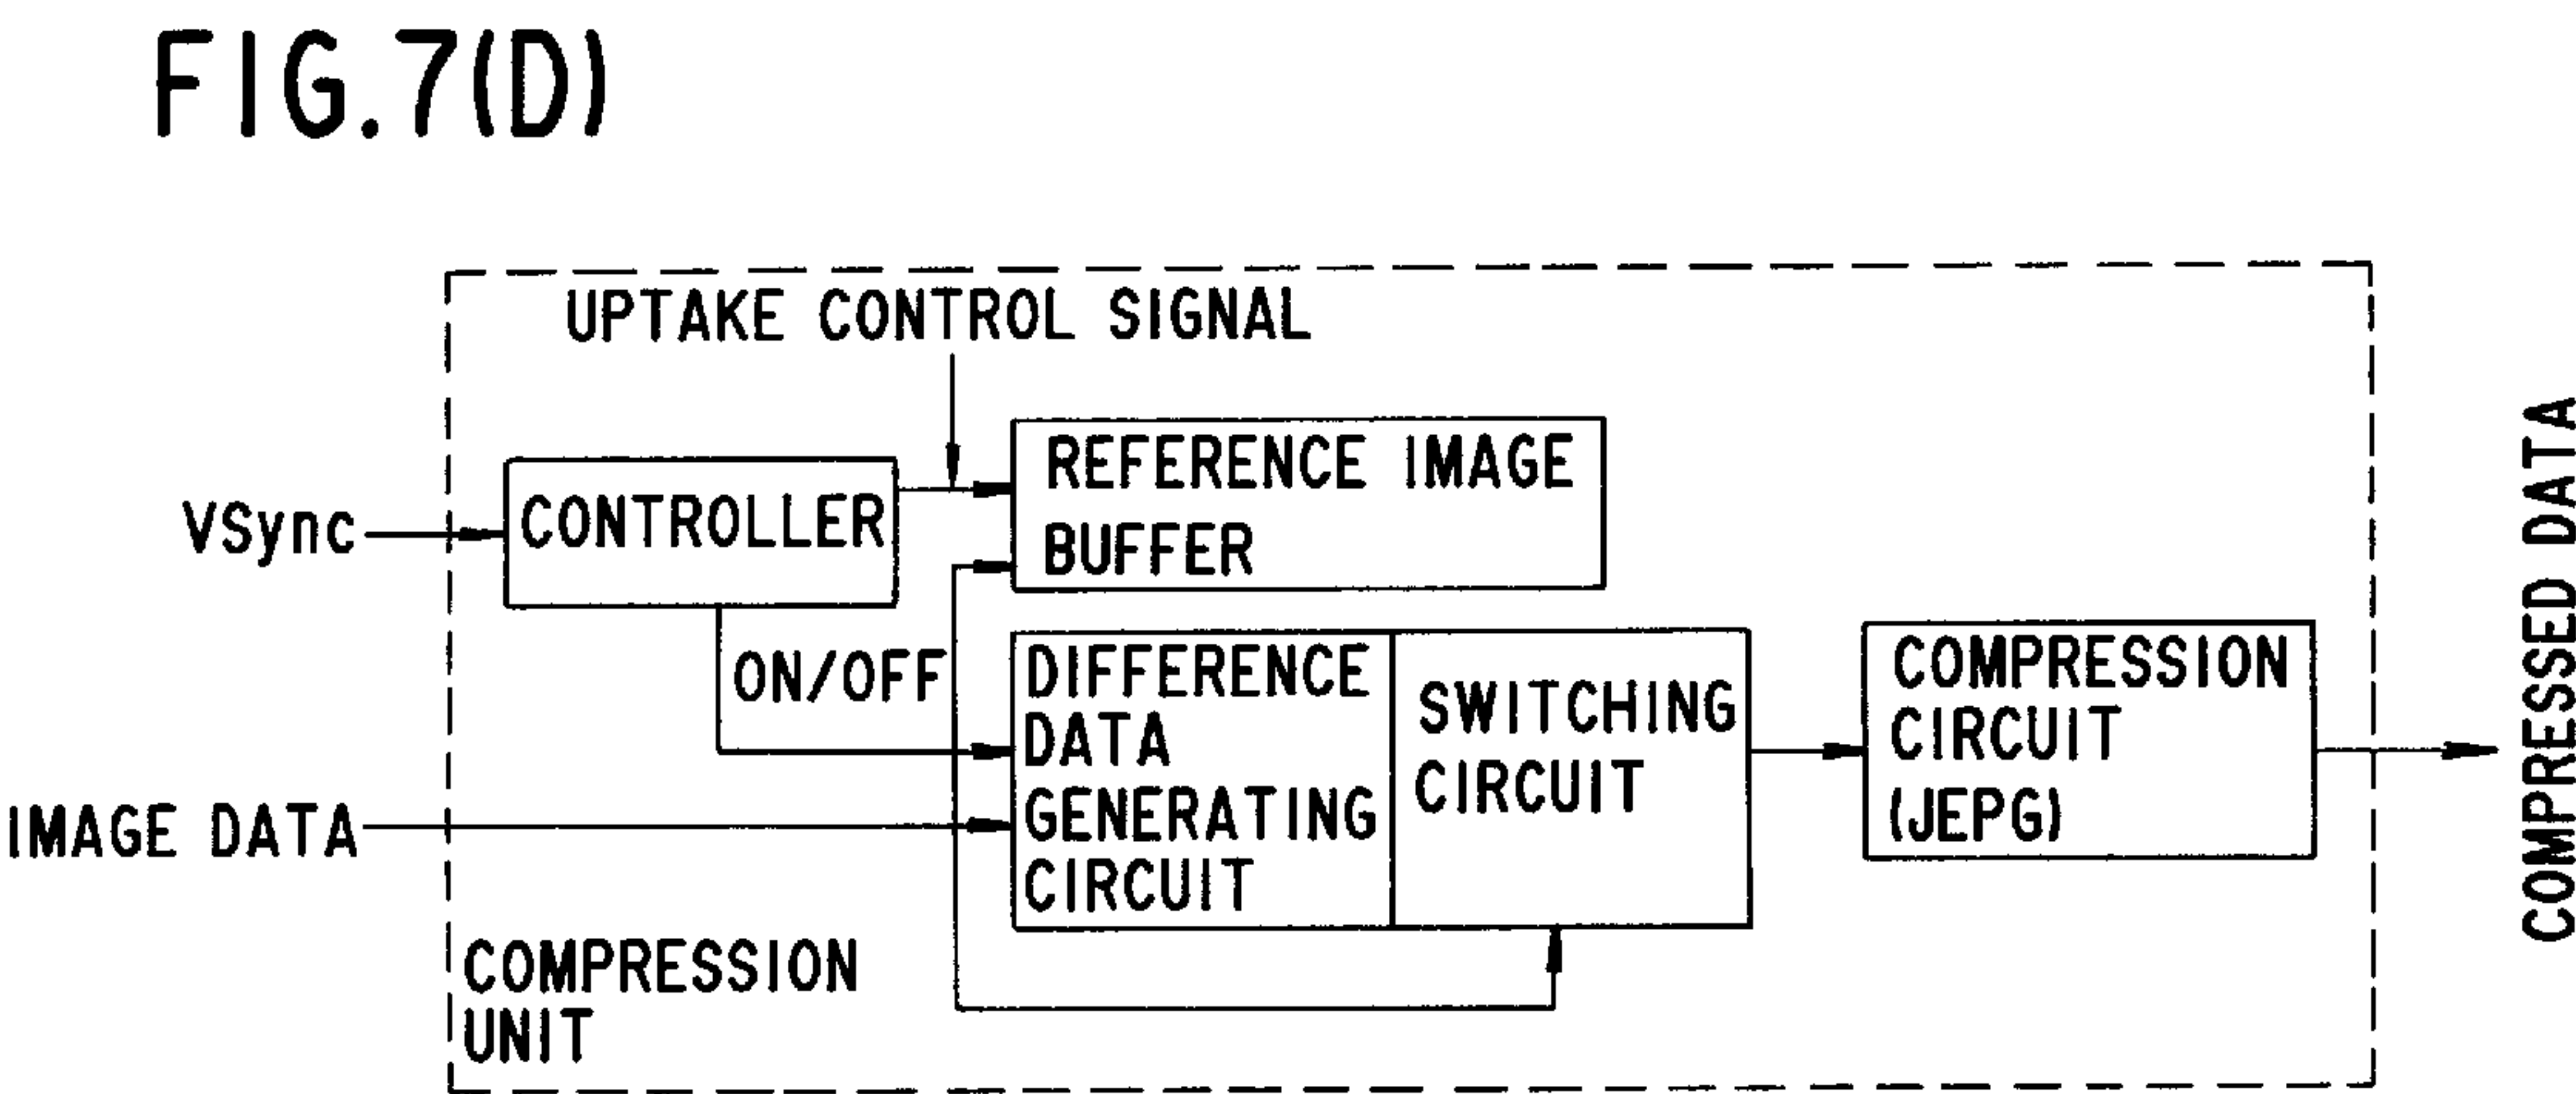 FIG.7(D)
UPTAKE CONTROL SIGNAL
VSync
CONTROLLER
REFERENCE IMAGE
BUFFER
ON/OFF
IMAGE DATA
DIFFERENCE
DATA
GENERATING
CIRCUIT
SWITCHING
CIRCUIT
COMPRESSION
CIRCUIT
(JEPG)
COMPRESSED DATA
COMPRESSION
UNIT